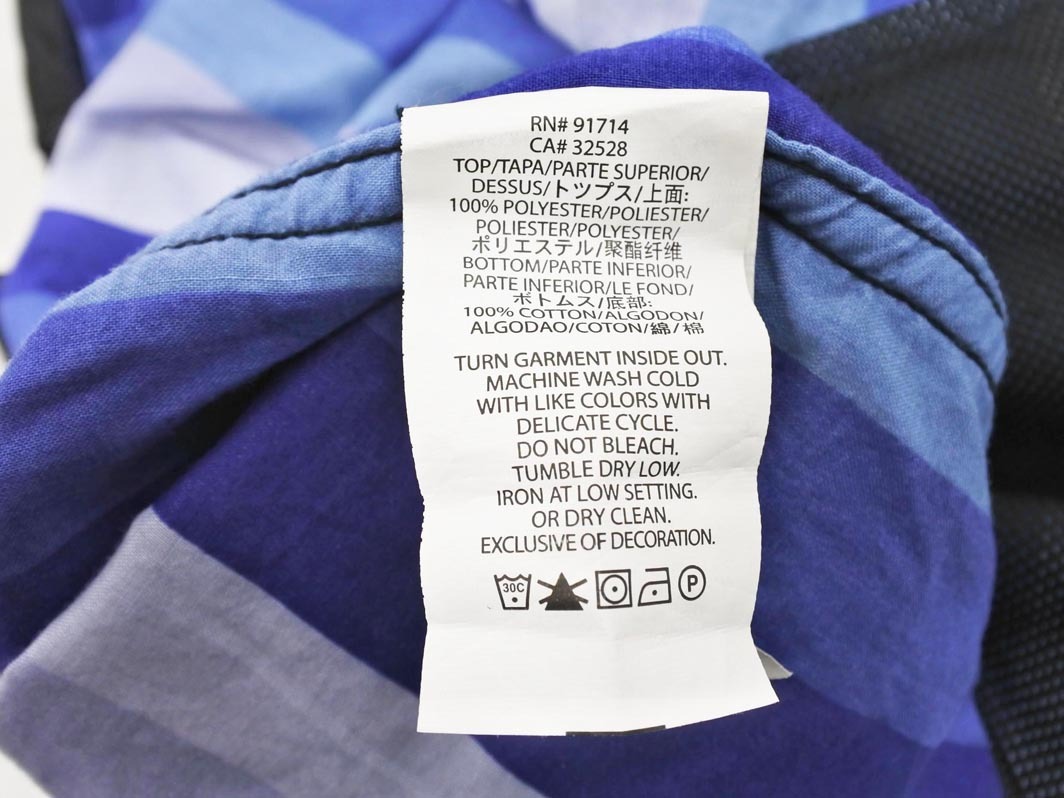 RN# 91714
CA# 32528
TOP/TAPA/PARTE SUPERIOR/
DESSUS/トツプス/上面:
100% POLYESTER/POLIESTER/
POLIESTER/POLYESTER/
ポリエステル/聚酯纤维
BOTTOM/PARTE INFERIOR/
PARTE INFERIOR/LE FOND/
ボトムス/底部:
100% COTTON/ALGODON/
ALGODAO/COTON/綿/棉
TURN GARMENT INSIDE OUT.
MACHINE WASH COLD
WITH LIKE COLORS WITH
DELICATE CYCLE.
DO NOT BLEACH.
TUMBLE DRY LOW.
IRON AT LOW SETTING.
OR DRY CLEAN.
EXCLUSIVE OF DECORATION.
30C P